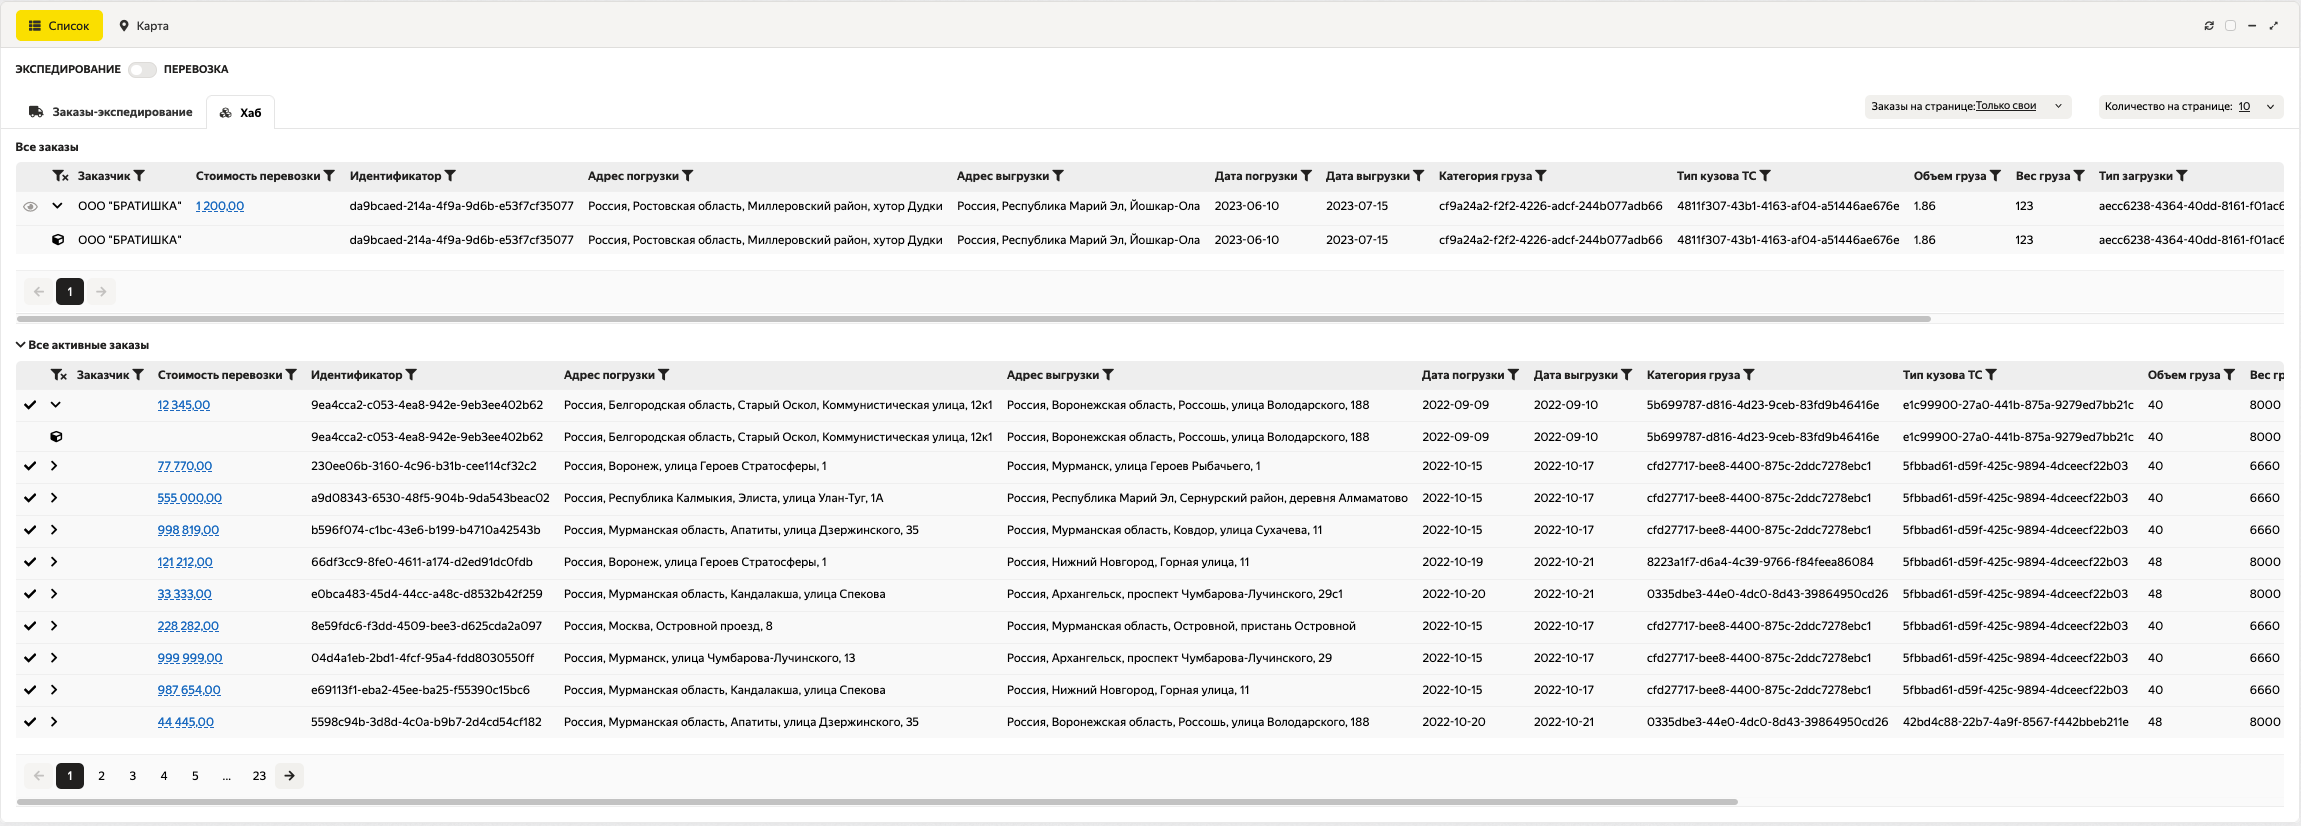 Список Карта
ЭКСПЕДИРОВАНИЕ ПЕРЕВОЗКА
Заказы-экспедирование Хаб Заказы на странице:Только свои Количество на странице: 10
Все заказы
Заказчик Стоимость перевозки Идентификатор Адрес погрузки Адрес выгрузки Дата погрузки Дата выгрузки Категория груза Тип кузова ТС Объем груза Вес груза Тип загрузки
ООО "БРАТИШКА" 1 200,00 da9bcaed-214a-4f9a-9d6b-e53f7cf35077 Россия, Ростовская область, Миллеровский район, хутор Дудки Россия, Республика Марий Эл, Йошкар-Ола 2023-06-10 2023-07-15 cf9a24a2-f2f2-4226-adcf-244b077adb66 4811f307-43b1-4163-af04-a51446ae676e 1.86 123 aecc6238-4364-40dd-8161-f01ac6
ООО "БРАТИШКА" da9bcaed-214a-4f9a-9d6b-e53f7cf35077 Россия, Ростовская область, Миллеровский район, хутор Дудки Россия, Республика Марий Эл, Йошкар-Ола 2023-06-10 2023-07-15 cf9a24a2-f2f2-4226-adcf-244b077adb66 4811f307-43b1-4163-af04-a51446ae676e 1.86 123 aecc6238-4364-40dd-8161-f01ac6
1
Все активные заказы
Заказчик Стоимость перевозки Идентификатор Адрес погрузки Адрес выгрузки Дата погрузки Дата выгрузки Категория груза Тип кузова ТС Объем груза Вес гр
12 345,00 9ea4cca2-c053-4ea8-942e-9eb3ee402b62 Россия, Белгородская область, Старый Оскол, Коммунистическая улица, 12к1 Россия, Воронежская область, Россошь, улица Володарского, 188 2022-09-09 2022-09-10 5b699787-d816-4d23-9ceb-83fd9b46416e e1c99900-27a0-441b-875a-9279ed7bb21c 40 8000
9ea4cca2-c053-4ea8-942e-9eb3ee402b62 Россия, Белгородская область, Старый Оскол, Коммунистическая улица, 12к1 Россия, Воронежская область, Россошь, улица Володарского, 188 2022-09-09 2022-09-10 5b699787-d816-4d23-9ceb-83fd9b46416e e1c99900-27a0-441b-875a-9279ed7bb21c 40 8000
77 770,00 230ee06b-3160-4c96-b31b-cee114cf32c2 Россия, Воронеж, улица Героев Стратосферы, 1 Россия, Мурманск, улица Героев Рыбачьего, 1 2022-10-15 2022-10-17 cfd27717-bee8-4400-875c-2ddc7278ebc1 5fbbad61-d59f-425c-9894-4dceecf22b03 40 6660
555 000,00 a9d08343-6530-48f5-904b-9da543beac02 Россия, Республика Калмыкия, Элиста, улица Улан-Туг, 1А Россия, Республика Марий Эл, Сернурский район, деревня Алмаматово 2022-10-15 2022-10-17 cfd27717-bee8-4400-875c-2ddc7278ebc1 5fbbad61-d59f-425c-9894-4dceecf22b03 40 6660
998 819,00 b596f074-c1bc-43e6-b199-b4710a42543b Россия, Мурманская область, Апатиты, улица Дзержинского, 35 Россия, Мурманская область, Ковдор, улица Сухачева, 11 2022-10-15 2022-10-17 cfd27717-bee8-4400-875c-2ddc7278ebc1 5fbbad61-d59f-425c-9894-4dceecf22b03 40 6660
121 212,00 66df3cc9-8fe0-4611-a174-d2ed91dc0fdb Россия, Воронеж, улица Героев Стратосферы, 1 Россия, Нижний Новгород, Горная улица, 11 2022-10-19 2022-10-21 8223a1f7-d6a4-4c39-9766-f84feea86084 5fbbad61-d59f-425c-9894-4dceecf22b03 48 8000
33 333,00 e0bca483-45d4-44cc-a48c-d8532b42f259 Россия, Мурманская область, Кандалакша, улица Спекова Россия, Архангельск, проспект Чумбарова-Лучинского, 29с1 2022-10-20 2022-10-21 0335dbe3-44e0-4dc0-8d43-39864950cd26 5fbbad61-d59f-425c-9894-4dceecf22b03 48 8000
228 282,00 8e59fdc6-f3dd-4509-bee3-d625cda2a097 Россия, Москва, Островной проезд, 8 Россия, Мурманская область, Островной, пристань Островной 2022-10-15 2022-10-17 cfd27717-bee8-4400-875c-2ddc7278ebc1 5fbbad61-d59f-425c-9894-4dceecf22b03 40 6660
999 999,00 04d4a1eb-2bd1-4fcf-95a4-fdd8030550ff Россия, Мурманск, улица Чумбарова-Лучинского, 13 Россия, Архангельск, проспект Чумбарова-Лучинского, 29 2022-10-15 2022-10-17 cfd27717-bee8-4400-875c-2ddc7278ebc1 5fbbad61-d59f-425c-9894-4dceecf22b03 40 6660
987 654,00 e69113f1-eba2-45ee-ba25-f55390c15bc6 Россия, Мурманская область, Кандалакша, улица Спекова Россия, Нижний Новгород, Горная улица, 11 2022-10-15 2022-10-17 cfd27717-bee8-4400-875c-2ddc7278ebc1 5fbbad61-d59f-425c-9894-4dceecf22b03 40 6660
44 445,00 5598c94b-3d8d-4c0a-b9b7-2d4cd54cf182 Россия, Мурманская область, Апатиты, улица Дзержинского, 35 Россия, Воронежская область, Россошь, улица Володарского, 188 2022-10-20 2022-10-21 0335dbe3-44e0-4dc0-8d43-39864950cd26 42bd4c88-22b7-4a9f-8567-f442bbeb211e 48 8000
1 2 3 4 5 ... 23